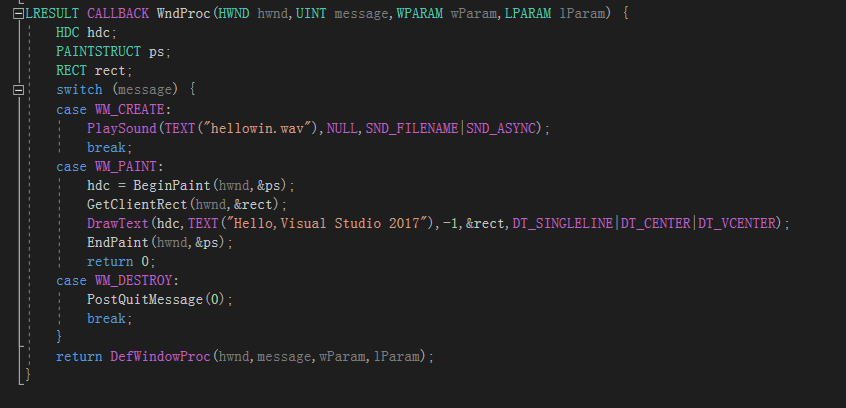 LRESULT CALLBACK WndProc(HWND hwnd,UINT message,WPARAM wParam,LPARAM lParam) {
HDC hdc;
PAINTSTRUCT ps;
RECT rect;
switch (message) {
case WM_CREATE:
PlaySound(TEXT("hellowin.wav"),NULL,SND_FILENAME|SND_ASYNC);
break;
case WM_PAINT:
hdc = BeginPaint(hwnd,&ps);
GetClientRect(hwnd,&rect);
DrawText(hdc,TEXT("Hello,Visual Studio 2017"),-1,&rect,DT_SINGLELINE|DT_CENTER|DT_VCENTER);
EndPaint(hwnd,&ps);
return 0;
case WM_DESTROY:
PostQuitMessage(0);
break;
}
return DefWindowProc(hwnd,message,wParam,lParam);
}